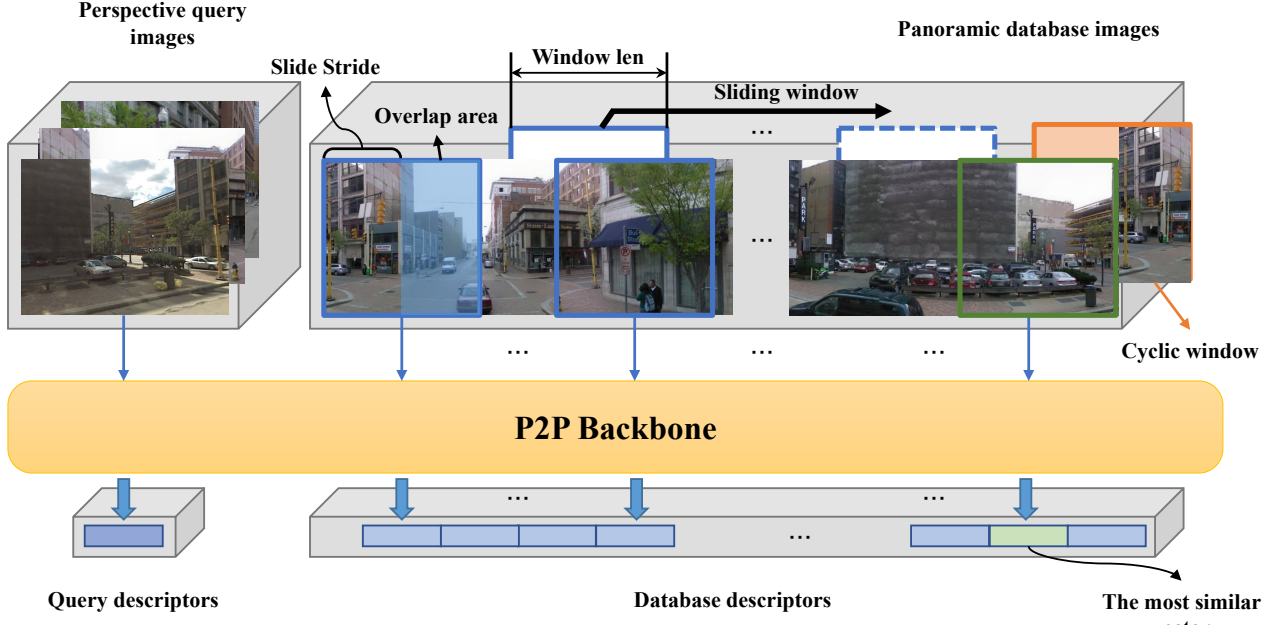 Perspective query
images
Panoramic database images
Window len
Slide Stride
Sliding window
Overlap area
...
PARK
...
Cyclic window
...
...
...
P2P Backbone
...
...
...
Query descriptors
Database descriptors
The most similar